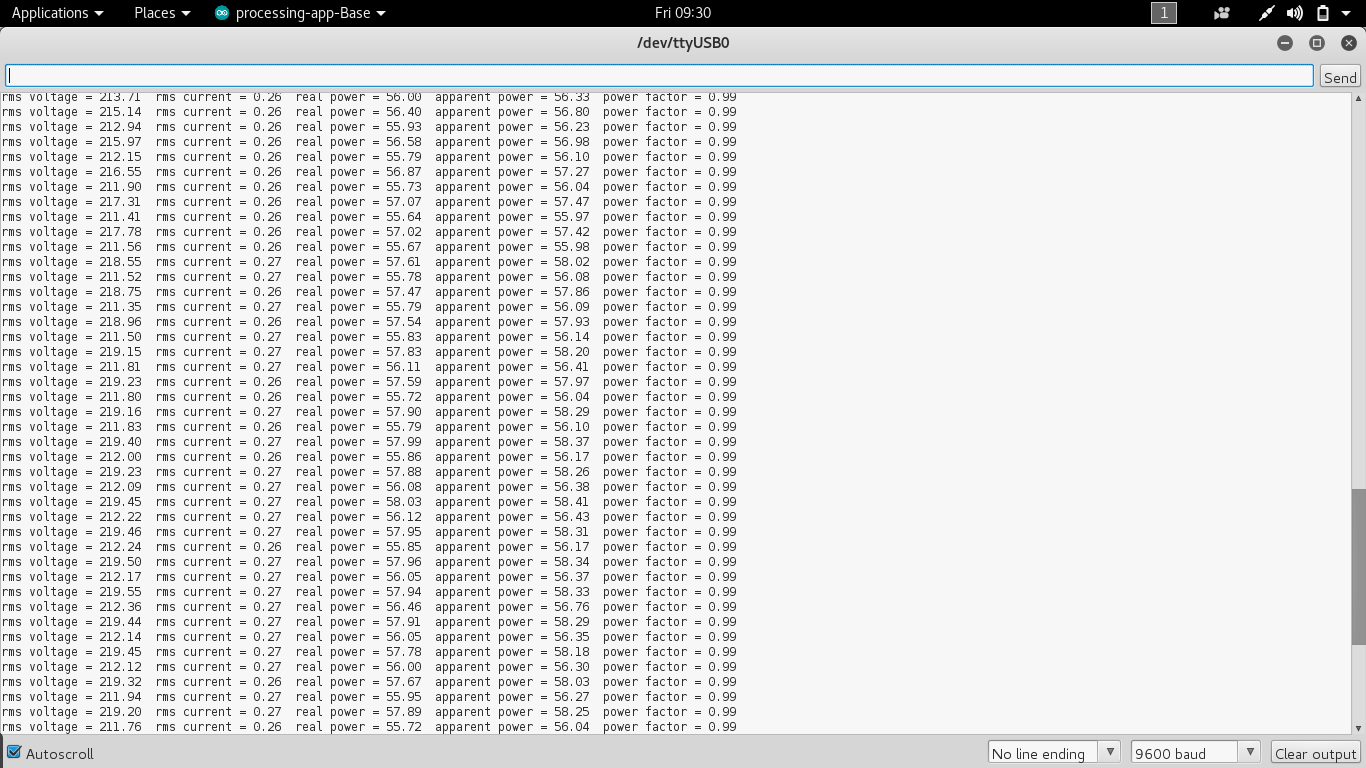 Applications Places processing-app-Base Fri 09:30 1
/dev/ttyUSB0
Send
rms voltage = 213.71  rms current = 0.26  real power = 56.00  apparent power = 56.33  power factor = 0.99
rms voltage = 215.14  rms current = 0.26  real power = 56.40  apparent power = 56.80  power factor = 0.99
rms voltage = 212.94  rms current = 0.26  real power = 55.93  apparent power = 56.23  power factor = 0.99
rms voltage = 215.97  rms current = 0.26  real power = 56.58  apparent power = 56.98  power factor = 0.99
rms voltage = 212.15  rms current = 0.26  real power = 55.79  apparent power = 56.10  power factor = 0.99
rms voltage = 216.55  rms current = 0.26  real power = 56.87  apparent power = 57.27  power factor = 0.99
rms voltage = 211.90  rms current = 0.26  real power = 55.73  apparent power = 56.04  power factor = 0.99
rms voltage = 217.31  rms current = 0.26  real power = 57.07  apparent power = 57.47  power factor = 0.99
rms voltage = 211.41  rms current = 0.26  real power = 55.64  apparent power = 55.97  power factor = 0.99
rms voltage = 217.78  rms current = 0.26  real power = 57.02  apparent power = 57.42  power factor = 0.99
rms voltage = 211.56  rms current = 0.26  real power = 55.67  apparent power = 55.98  power factor = 0.99
rms voltage = 218.55  rms current = 0.27  real power = 57.61  apparent power = 58.02  power factor = 0.99
rms voltage = 211.52  rms current = 0.27  real power = 55.78  apparent power = 56.08  power factor = 0.99
rms voltage = 218.75  rms current = 0.26  real power = 57.47  apparent power = 57.86  power factor = 0.99
rms voltage = 211.35  rms current = 0.27  real power = 55.79  apparent power = 56.09  power factor = 0.99
rms voltage = 218.96  rms current = 0.26  real power = 57.54  apparent power = 57.93  power factor = 0.99
rms voltage = 211.50  rms current = 0.27  real power = 55.83  apparent power = 56.14  power factor = 0.99
rms voltage = 219.15  rms current = 0.27  real power = 57.83  apparent power = 58.20  power factor = 0.99
rms voltage = 211.81  rms current = 0.27  real power = 56.11  apparent power = 56.41  power factor = 0.99
rms voltage = 219.23  rms current = 0.26  real power = 57.59  apparent power = 57.97  power factor = 0.99
rms voltage = 211.80  rms current = 0.26  real power = 55.72  apparent power = 56.04  power factor = 0.99
rms voltage = 219.16  rms current = 0.27  real power = 57.90  apparent power = 58.29  power factor = 0.99
rms voltage = 211.83  rms current = 0.26  real power = 55.79  apparent power = 56.10  power factor = 0.99
rms voltage = 219.40  rms current = 0.27  real power = 57.99  apparent power = 58.37  power factor = 0.99
rms voltage = 212.00  rms current = 0.26  real power = 55.86  apparent power = 56.17  power factor = 0.99
rms voltage = 219.23  rms current = 0.27  real power = 57.88  apparent power = 58.26  power factor = 0.99
rms voltage = 212.09  rms current = 0.27  real power = 56.08  apparent power = 56.38  power factor = 0.99
rms voltage = 219.45  rms current = 0.27  real power = 58.03  apparent power = 58.41  power factor = 0.99
rms voltage = 212.22  rms current = 0.27  real power = 56.12  apparent power = 56.43  power factor = 0.99
rms voltage = 219.46  rms current = 0.27  real power = 57.95  apparent power = 58.31  power factor = 0.99
rms voltage = 212.24  rms current = 0.26  real power = 55.85  apparent power = 56.17  power factor = 0.99
rms voltage = 219.50  rms current = 0.27  real power = 57.96  apparent power = 58.34  power factor = 0.99
rms voltage = 212.17  rms current = 0.27  real power = 56.05  apparent power = 56.37  power factor = 0.99
rms voltage = 219.55  rms current = 0.27  real power = 57.94  apparent power = 58.33  power factor = 0.99
rms voltage = 212.36  rms current = 0.27  real power = 56.46  apparent power = 56.76  power factor = 0.99
rms voltage = 219.44  rms current = 0.27  real power = 57.91  apparent power = 58.29  power factor = 0.99
rms voltage = 212.14  rms current = 0.27  real power = 56.05  apparent power = 56.35  power factor = 0.99
rms voltage = 219.45  rms current = 0.27  real power = 57.78  apparent power = 58.18  power factor = 0.99
rms voltage = 212.12  rms current = 0.27  real power = 56.00  apparent power = 56.30  power factor = 0.99
rms voltage = 219.32  rms current = 0.26  real power = 57.67  apparent power = 58.03  power factor = 0.99
rms voltage = 211.94  rms current = 0.27  real power = 55.95  apparent power = 56.27  power factor = 0.99
rms voltage = 219.20  rms current = 0.27  real power = 57.89  apparent power = 58.25  power factor = 0.99
rms voltage = 211.76  rms current = 0.26  real power = 55.72  apparent power = 56.04  power factor = 0.99
Autoscroll No line ending 9600 baud Clear output